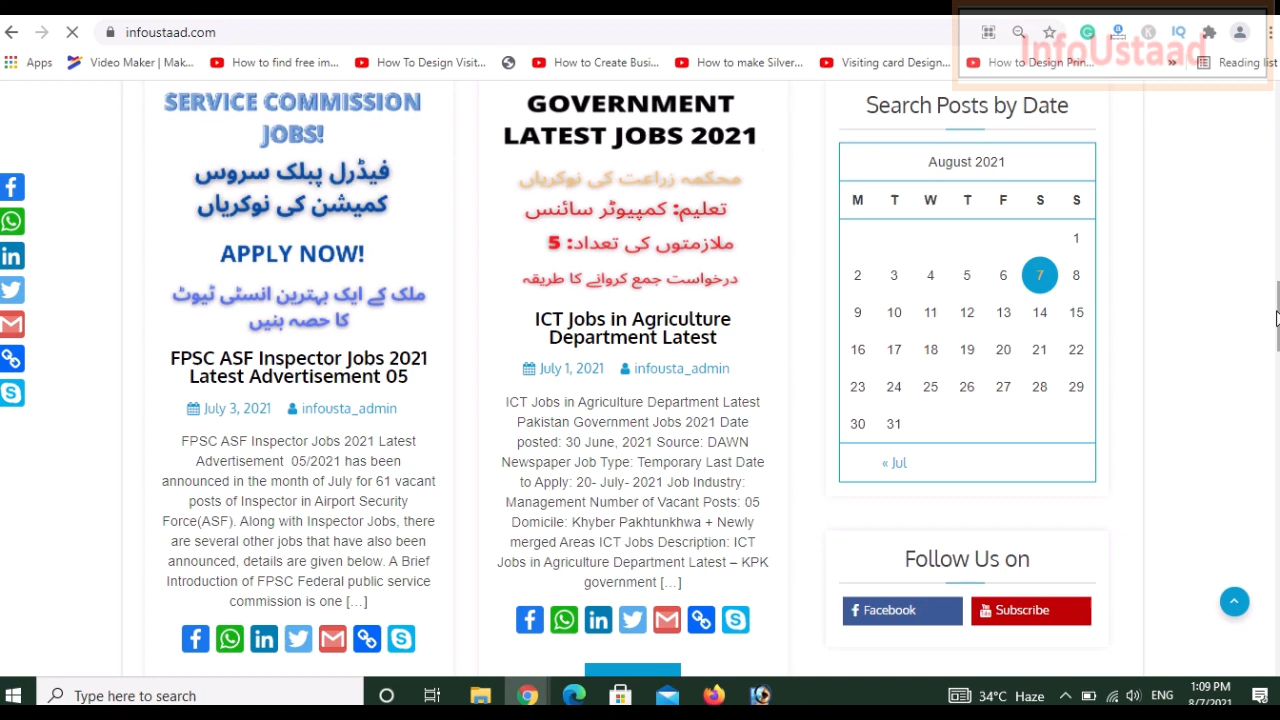 infoustaad.com
InfoUstaad
Apps
Video Maker | Mak...
How to find free im...
How To Design Visit...
How to Create Busi...
How to make Silver...
Visiting card Design...
How to Design Prin...
»
Reading list
SERVICE COMMISSION
JOBS!
فیڈرل پبلک سروس
کمیشن کی نوکریاں
APPLY NOW!
ملک کے ایک بہترین انسٹی ٹیوٹ
کا حصہ بنیں
FPSC ASF Inspector Jobs 2021
Latest Advertisement 05
July 3, 2021 infousta_admin
FPSC ASF Inspector Jobs 2021 Latest
Advertisement 05/2021 has been
announced in the month of July for 61 vacant
posts of Inspector in Airport Security
Force(ASF). Along with Inspector Jobs, there
are several other jobs that have also been
announced, details are given below. A Brief
Introduction of FPSC Federal public service
commission is one […]
GOVERNMENT
LATEST JOBS 2021
محکمہ زراعت کی نوکریاں
تعلیم: کمپیوٹر سائنس
ملازمتوں کی تعداد: 5
درخواست جمع کروانے کا طریقہ
ICT Jobs in Agriculture
Department Latest
July 1, 2021 infousta_admin
ICT Jobs in Agriculture Department Latest
Pakistan Government Jobs 2021 Date
posted: 30 June, 2021 Source: DAWN
Newspaper Job Type: Temporary Last Date
to Apply: 20- July- 2021 Job Industry:
Management Number of Vacant Posts: 05
Domicile: Khyber Pakhtunkhwa + Newly
merged Areas ICT Jobs Description: ICT
Jobs in Agriculture Department Latest – KPK
government […]
Search Posts by Date
August 2021
M T W T F S S
1
2 3 4 5 6 7 8
9 10 11 12 13 14 15
16 17 18 19 20 21 22
23 24 25 26 27 28 29
30 31
« Jul
Follow Us on
Facebook
Subscribe
Type here to search
34°C Haze
ENG
1:09 PM
8/7/2021